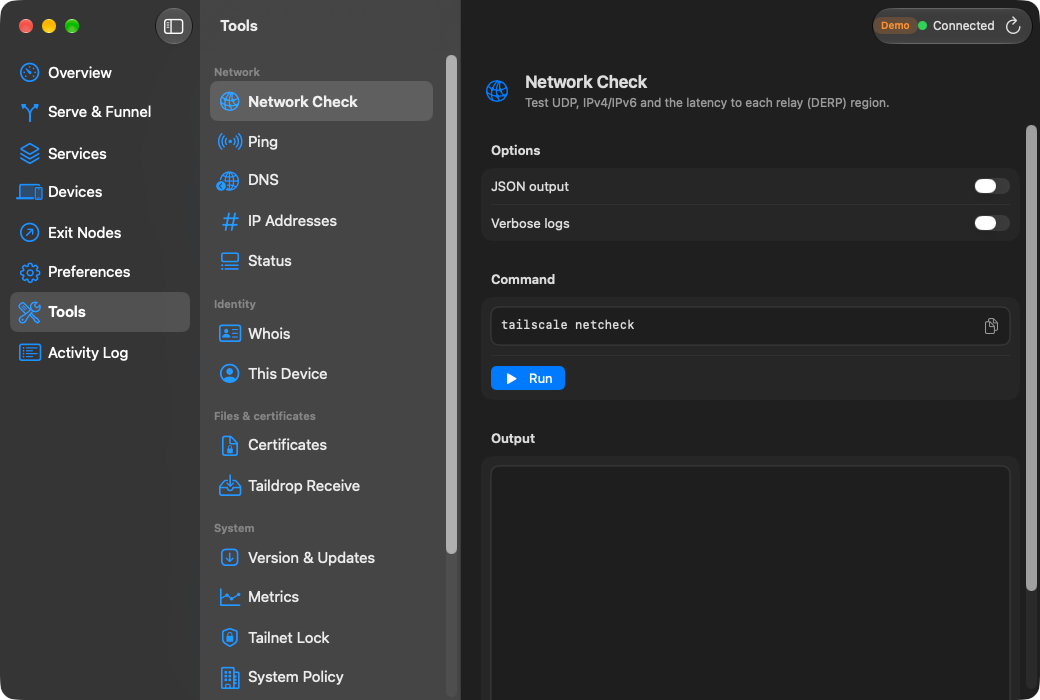 Overview
Serve & Funnel
Services
Devices
Exit Nodes
Preferences
Tools
Activity Log
Tools
Network
Network Check
Ping
DNS
IP Addresses
Status
Identity
Whois
This Device
Files & certificates
Certificates
Taildrop Receive
System
Version & Updates
Metrics
Tailnet Lock
System Policy
Demo Connected
Network Check
Test UDP, IPv4/IPv6 and the latency to each relay (DERP) region.
Options
JSON output
Verbose logs
Command
tailscale netcheck
Run
Output